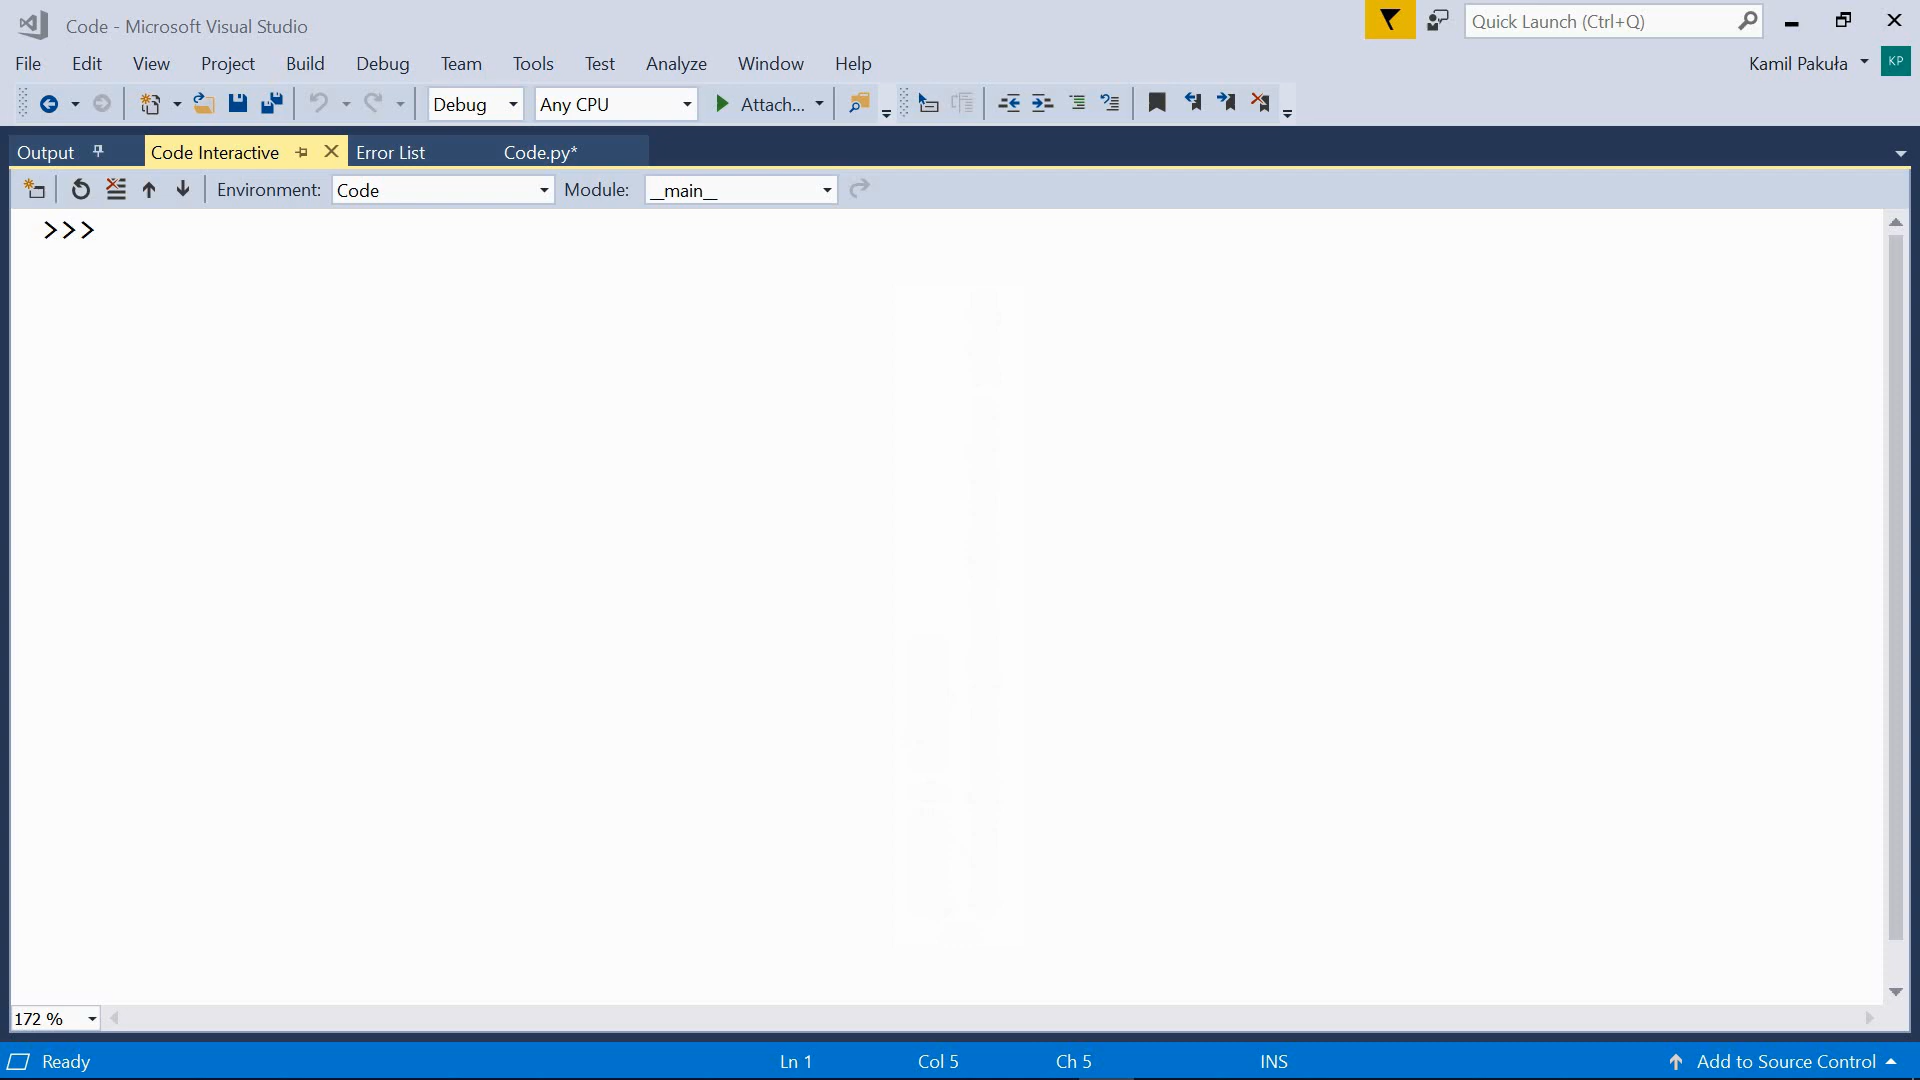 Code - Microsoft Visual Studio
Quick Launch (Ctrl+Q)
File Edit View Project Build Debug Team Tools Test Analyze Window Help
Kamil Pakuła KP
Debug Any CPU Attach...
Output Code Interactive Error List Code.py*
Environment: Code Module: __main__
>>>
172 %
Ready Ln 1 Col 5 Ch 5 INS Add to Source Control